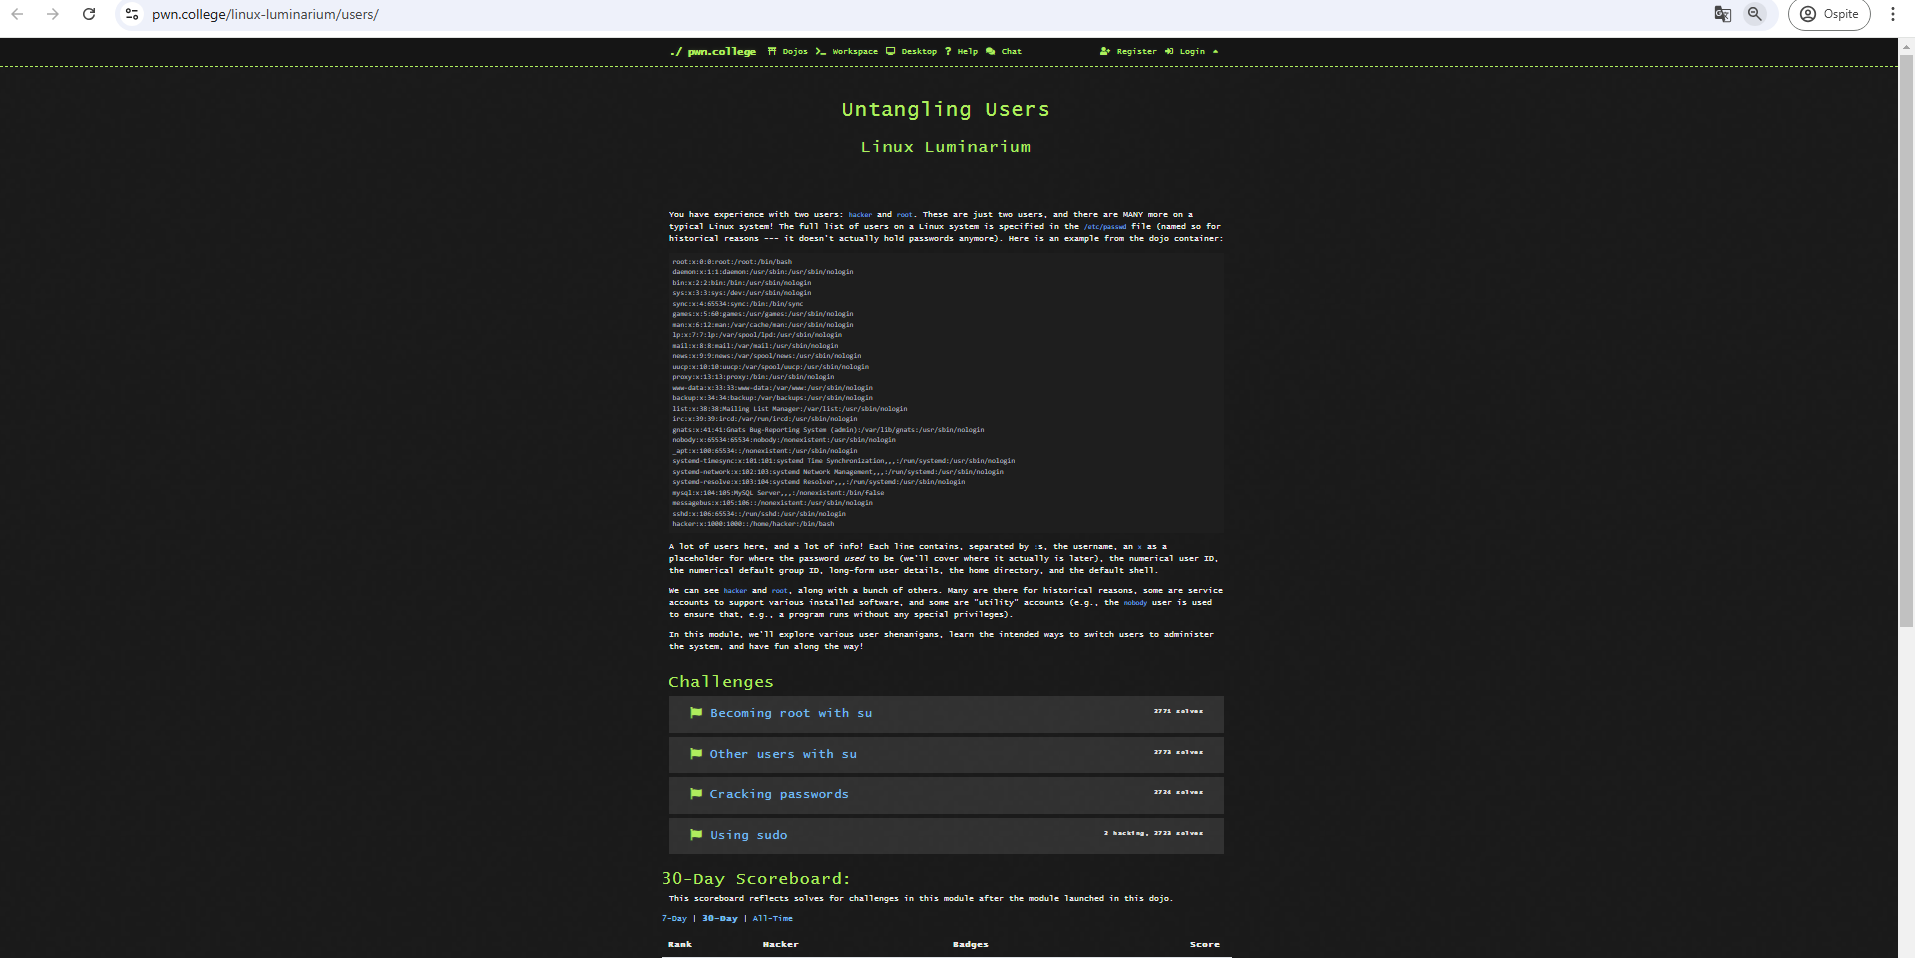 pwn.college/linux-luminarium/users/
Ospite
./ pwn.college Dojos Workspace Desktop ? Help Chat Register Login
Untangling Users
Linux Luminarium
You have experience with two users: hacker and root. These are just two users, and there are MANY more on a
typical Linux system! The full list of users on a Linux system is specified in the /etc/passwd file (named so for
historical reasons --- it doesn't actually hold passwords anymore). Here is an example from the dojo container:
root:x:0:0:root:/root:/bin/bash
daemon:x:1:1:daemon:/usr/sbin:/usr/sbin/nologin
bin:x:2:2:bin:/bin:/usr/sbin/nologin
sys:x:3:3:sys:/dev:/usr/sbin/nologin
sync:x:4:65534:sync:/bin:/bin/sync
games:x:5:60:games:/usr/games:/usr/sbin/nologin
man:x:6:12:man:/var/cache/man:/usr/sbin/nologin
lp:x:7:7:lp:/var/spool/lpd:/usr/sbin/nologin
mail:x:8:8:mail:/var/mail:/usr/sbin/nologin
news:x:9:9:news:/var/spool/news:/usr/sbin/nologin
uucp:x:10:10:uucp:/var/spool/uucp:/usr/sbin/nologin
proxy:x:13:13:proxy:/bin:/usr/sbin/nologin
www-data:x:33:33:www-data:/var/www:/usr/sbin/nologin
backup:x:34:34:backup:/var/backups:/usr/sbin/nologin
list:x:38:38:Mailing List Manager:/var/list:/usr/sbin/nologin
irc:x:39:39:ircd:/var/run/ircd:/usr/sbin/nologin
gnats:x:41:41:Gnats Bug-Reporting System (admin):/var/lib/gnats:/usr/sbin/nologin
nobody:x:65534:65534:nobody:/nonexistent:/usr/sbin/nologin
_apt:x:100:65534::/nonexistent:/usr/sbin/nologin
systemd-timesync:x:101:101:systemd Time Synchronization,,,:/run/systemd:/usr/sbin/nologin
systemd-network:x:102:103:systemd Network Management,,,:/run/systemd:/usr/sbin/nologin
systemd-resolve:x:103:104:systemd Resolver,,,:/run/systemd:/usr/sbin/nologin
mysql:x:104:105:MySQL Server,,,:/nonexistent:/bin/false
messagebus:x:105:106::/nonexistent:/usr/sbin/nologin
sshd:x:106:65534::/run/sshd:/usr/sbin/nologin
hacker:x:1000:1000::/home/hacker:/bin/bash
A lot of users here, and a lot of info! Each line contains, separated by :s, the username, an x as a
placeholder for where the password used to be (we'll cover where it actually is later), the numerical user ID,
the numerical default group ID, long-form user details, the home directory, and the default shell.
We can see hacker and root, along with a bunch of others. Many are there for historical reasons, some are service
accounts to support various installed software, and some are "utility" accounts (e.g., the nobody user is used
to ensure that, e.g., a program runs without any special privileges).
In this module, we'll explore various user shenanigans, learn the intended ways to switch users to administer
the system, and have fun along the way!
Challenges
Becoming root with su 2771 solves
Other users with su 2773 solves
Cracking passwords 2724 solves
Using sudo 2 hacking, 2723 solves
30-Day Scoreboard:
This scoreboard reflects solves for challenges in this module after the module launched in this dojo.
7-Day | 30-Day | All-Time
Rank Hacker Badges Score